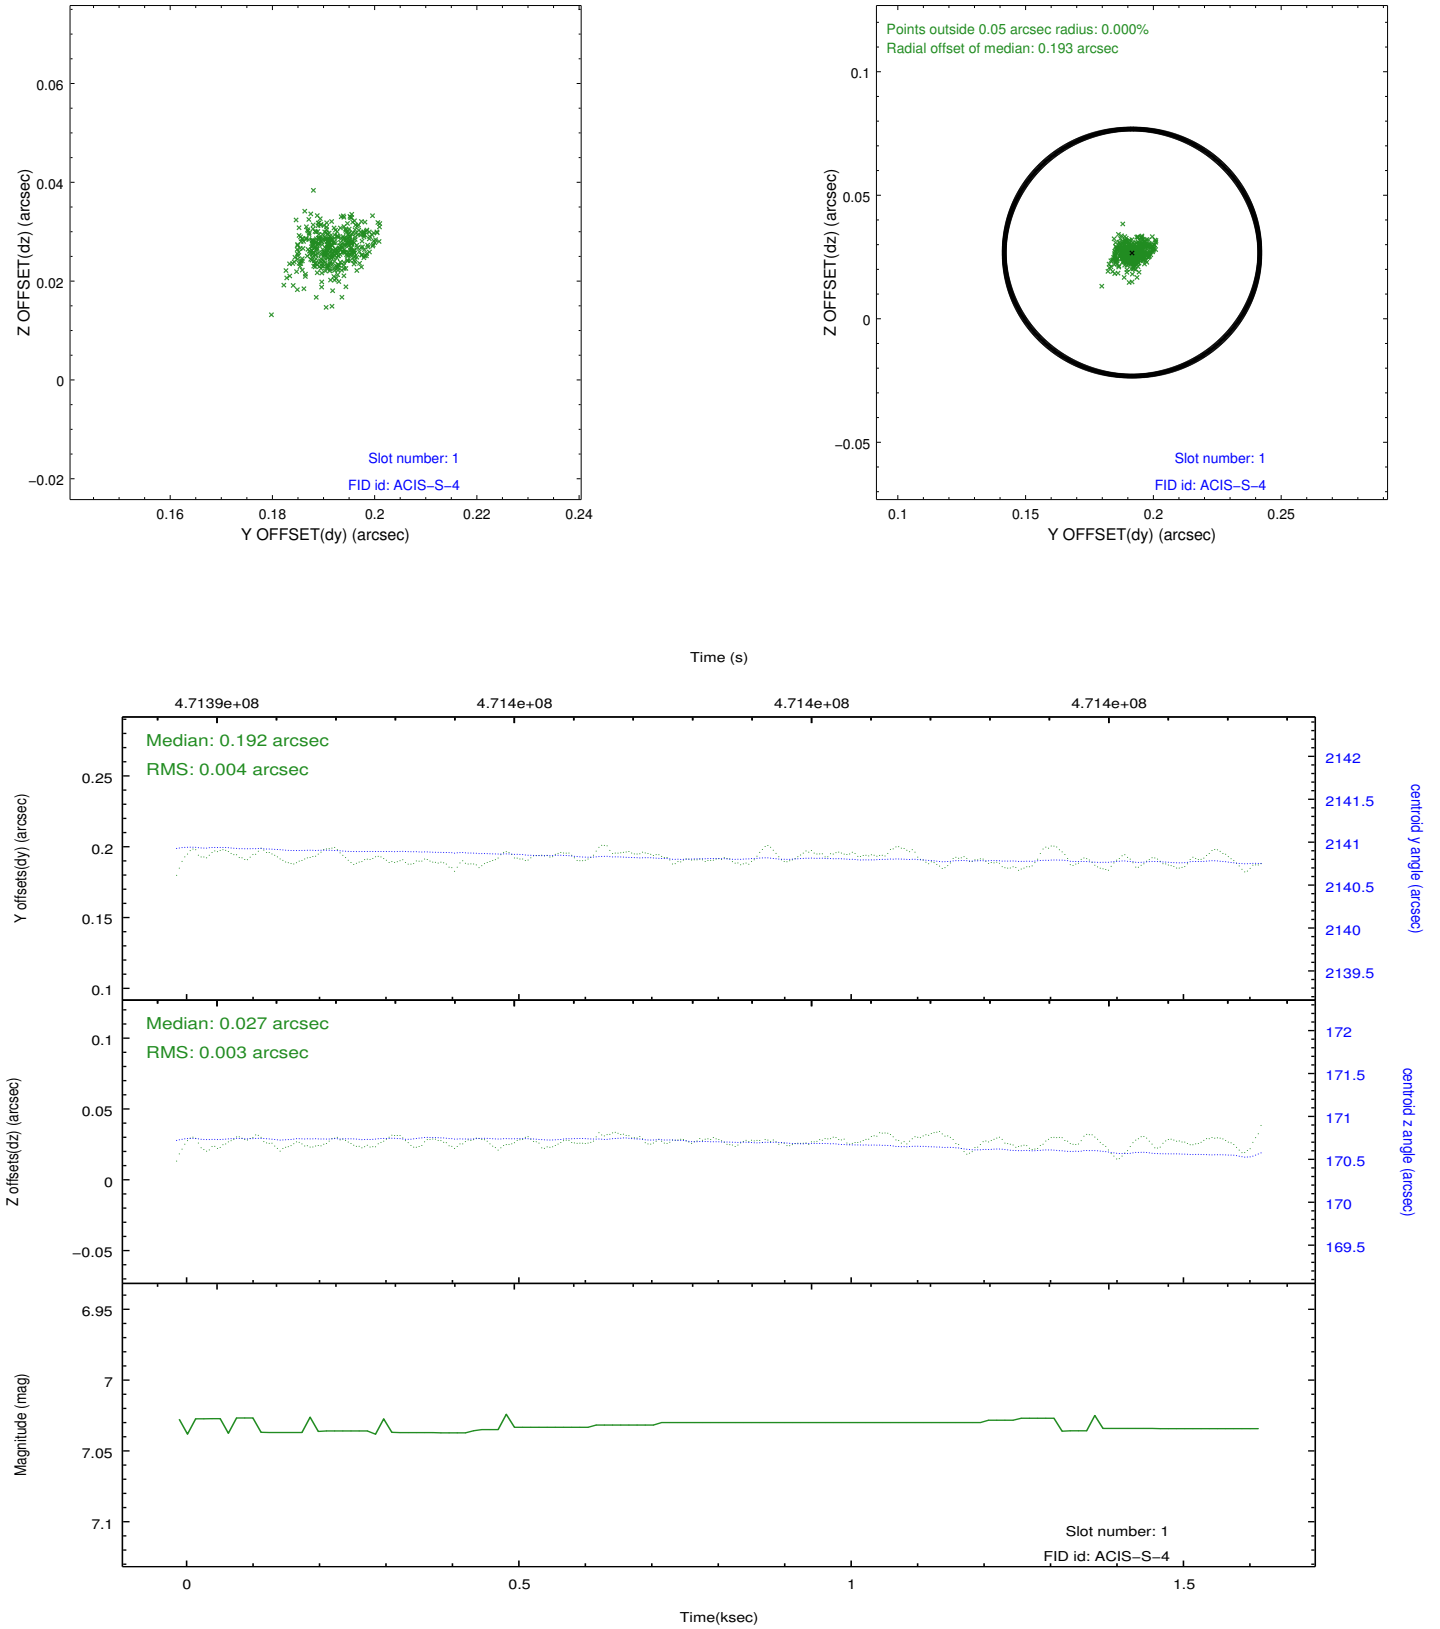 0.06
0.04
0.02
0
−0.02
Z OFFSET(dz) (arcsec)
Slot number: 1
FID id: ACIS−S−4
0.16
0.18
0.2
0.22
0.24
Y OFFSET(dy) (arcsec)
Points outside 0.05 arcsec radius: 0.000%
Radial offset of median: 0.193 arcsec
0.1
0.05
0
−0.05
Z OFFSET(dz) (arcsec)
Slot number: 1
FID id: ACIS−S−4
0.1
0.15
0.2
0.25
Y OFFSET(dy) (arcsec)
Time (s)
4.7139e+08
4.714e+08
4.714e+08
4.714e+08
Median: 0.192 arcsec
RMS: 0.004 arcsec
0.25
0.2
0.15
0.1
Y offsets(dy) (arcsec)
2142
2141.5
2141
2140.5
2140
2139.5
centroid y angle (arcsec)
Median: 0.027 arcsec
RMS: 0.003 arcsec
0.1
0.05
0
−0.05
Z offsets(dz) (arcsec)
172
171.5
171
170.5
170
169.5
centroid z angle (arcsec)
6.95
7
7.05
7.1
Magnitude (mag)
Slot number: 1
FID id: ACIS−S−4
0
0.5
1
1.5
Time(ksec)